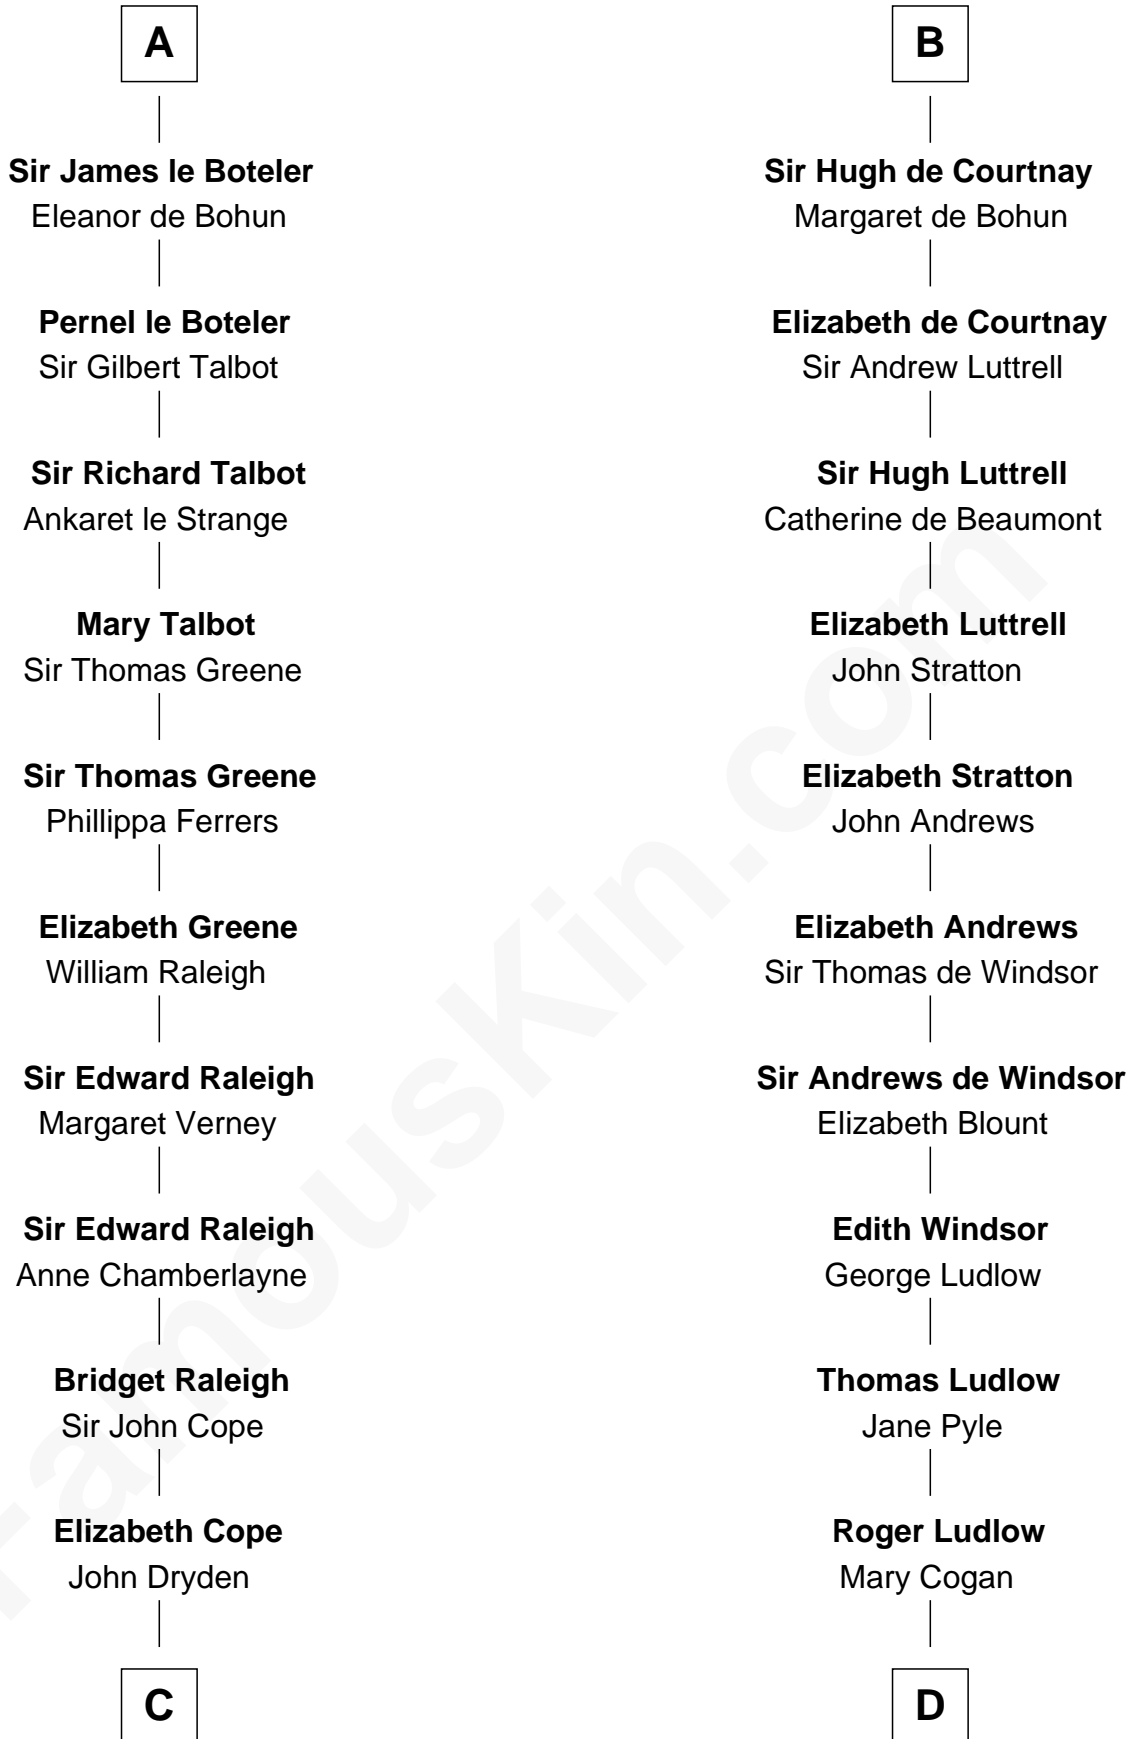 A
Sir James le Boteler
Eleanor de Bohun
Pernel le Boteler
Sir Gilbert Talbot
Sir Richard Talbot
Ankaret le Strange
Mary Talbot
Sir Thomas Greene
Sir Thomas Greene
Phillippa Ferrers
Elizabeth Greene
William Raleigh
Sir Edward Raleigh
Margaret Verney
Sir Edward Raleigh
Anne Chamberlayne
Bridget Raleigh
Sir John Cope
Elizabeth Cope
John Dryden
C
B
Sir Hugh de Courtnay
Margaret de Bohun
Elizabeth de Courtnay
Sir Andrew Luttrell
Sir Hugh Luttrell
Catherine de Beaumont
Elizabeth Luttrell
John Stratton
Elizabeth Stratton
John Andrews
Elizabeth Andrews
Sir Thomas de Windsor
Sir Andrews de Windsor
Elizabeth Blount
Edith Windsor
George Ludlow
Thomas Ludlow
Jane Pyle
Roger Ludlow
Mary Cogan
D
FamousKin.com